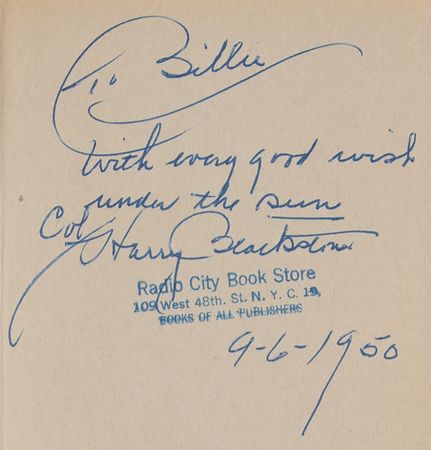 To Billie
With every good wish
under the sun
Col Harry Blackstone
Radio City Book Store
109 West 48th. St. N. Y. C. 19,
BOOKS OF ALL PUBLISHERS
9-6-1950